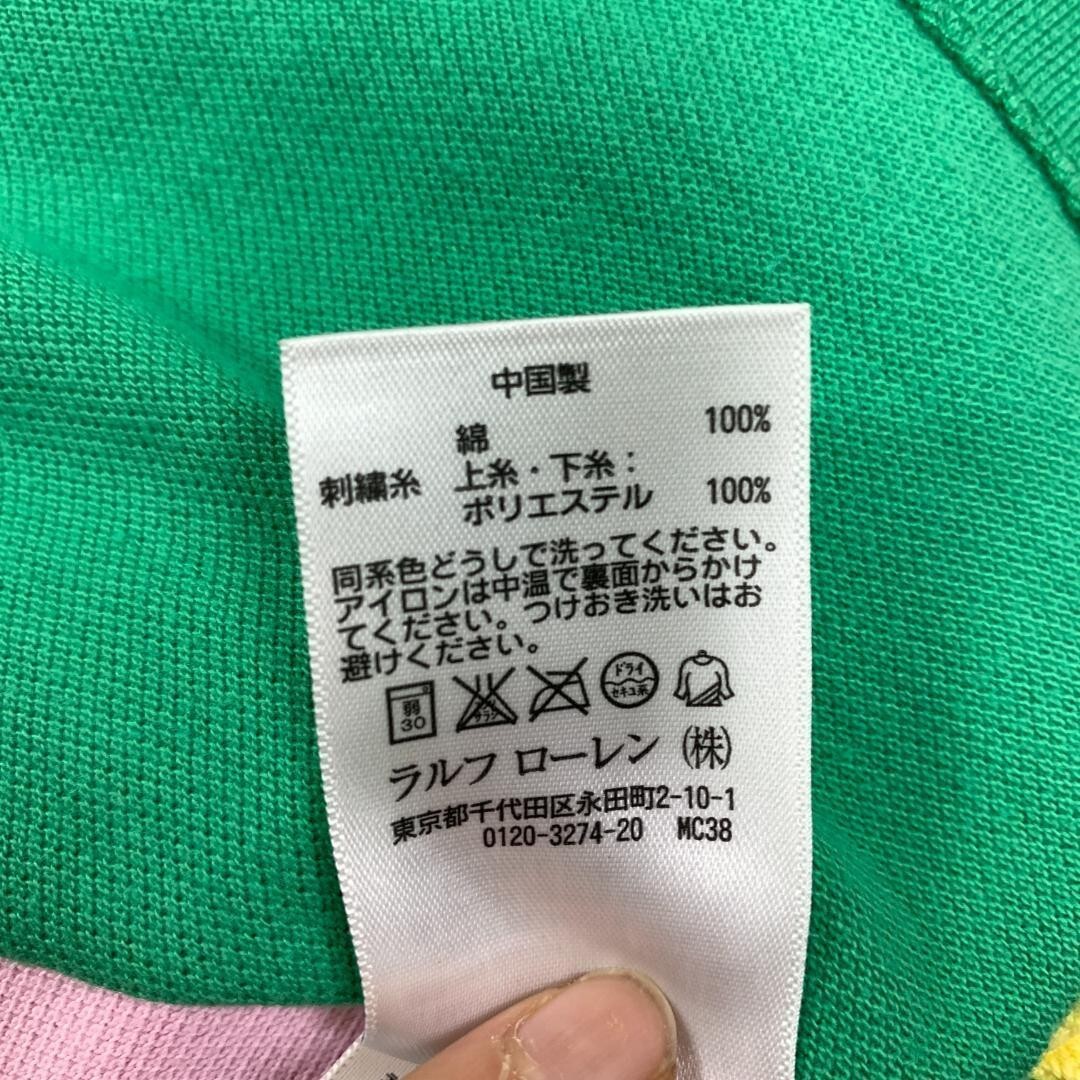 中国製
綿 100%
刺繍糸 上糸・下糸：
ポリエステル 100%
同系色どうしで洗ってください。
アイロンは中温で裏面からかけ
てください。つけおき洗いはお
避けください。
弱 30 ドライ セキユ系
ラルフ ローレン（株）
東京都千代田区永田町2-10-1
0120-3274-20 MC38